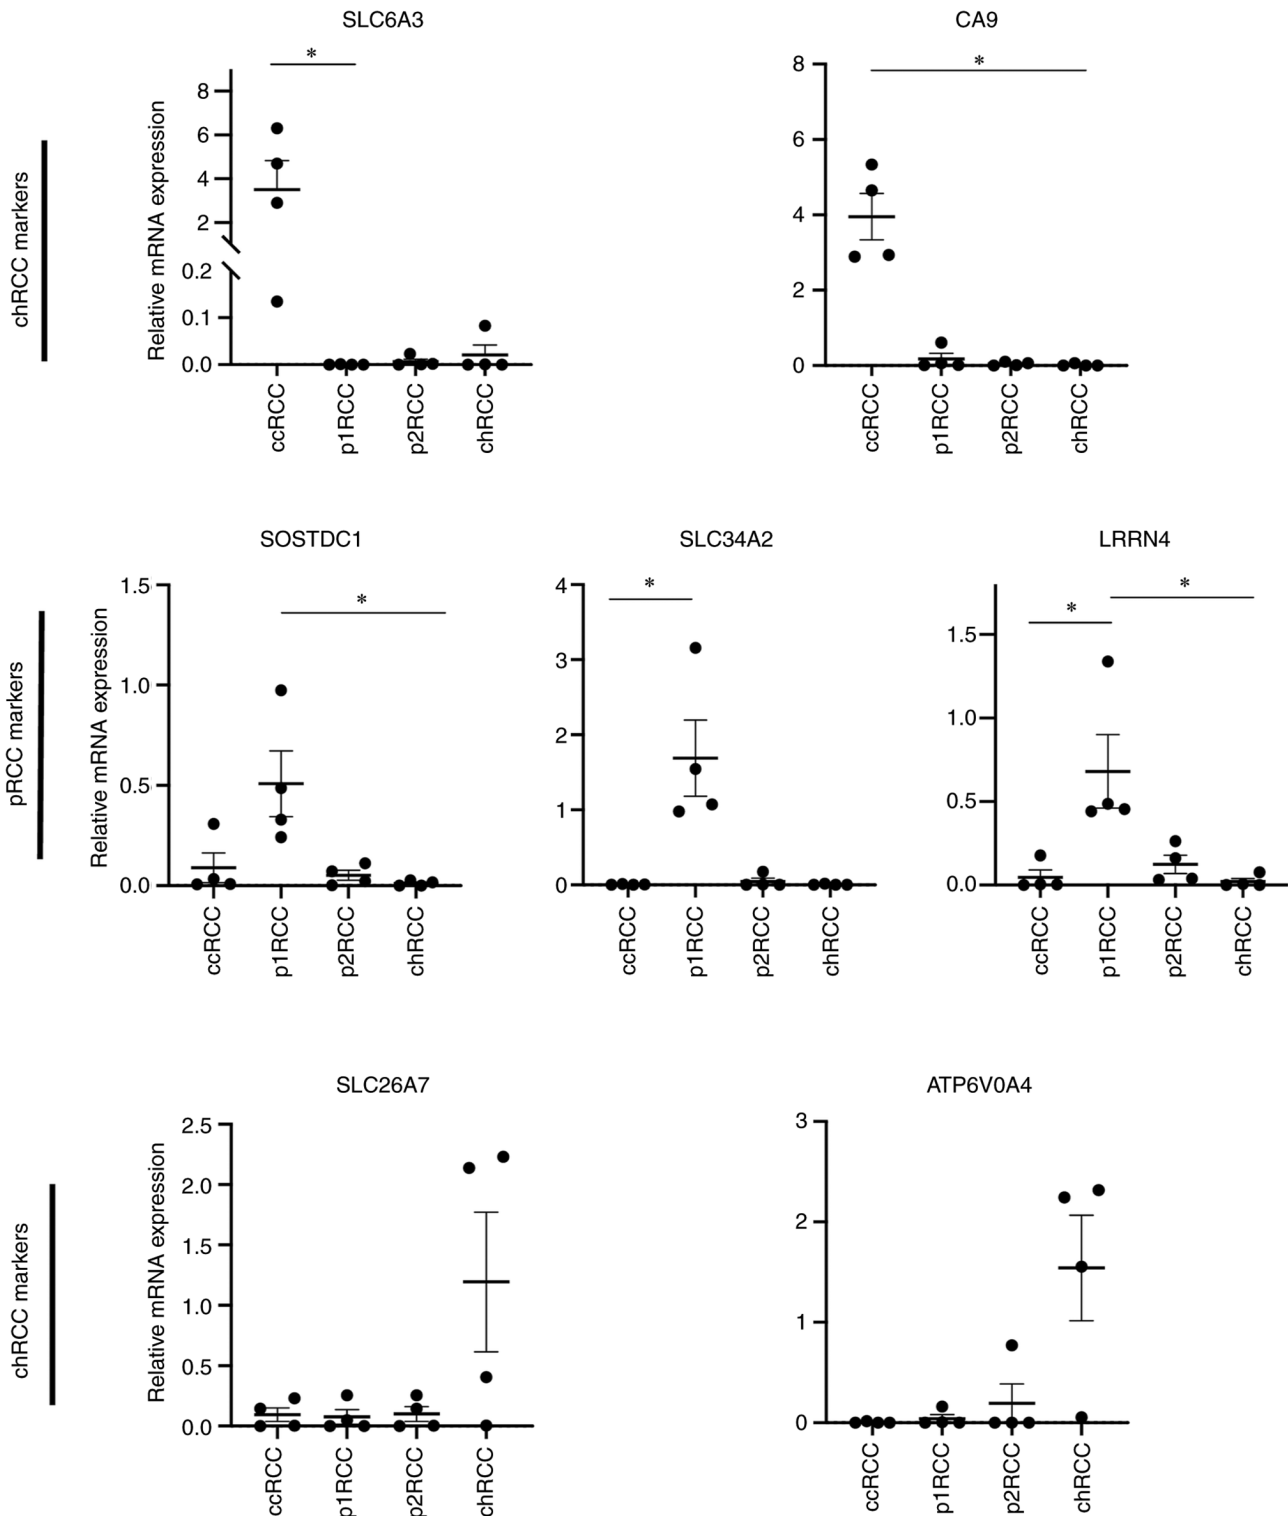 SLC6A3
*
chRCC markers
Relative mRNA expression
8
6
4
2
0.2
0.1
0.0
ccRCC p1RCC p2RCC chRCC
CA9
*
8
6
4
2
0
ccRCC p1RCC p2RCC chRCC
SOSTDC1
*
pRCC markers
Relative mRNA expression
1.5
1.0
0.5
0.0
ccRCC p1RCC p2RCC chRCC
SLC34A2
*
4
3
2
1
0
ccRCC p1RCC p2RCC chRCC
LRRN4
* *
1.5
1.0
0.5
0.0
ccRCC p1RCC p2RCC chRCC
SLC26A7
chRCC markers
Relative mRNA expression
2.5
2.0
1.5
1.0
0.5
0.0
ccRCC p1RCC p2RCC chRCC
ATP6V0A4
3
2
1
0
ccRCC p1RCC p2RCC chRCC